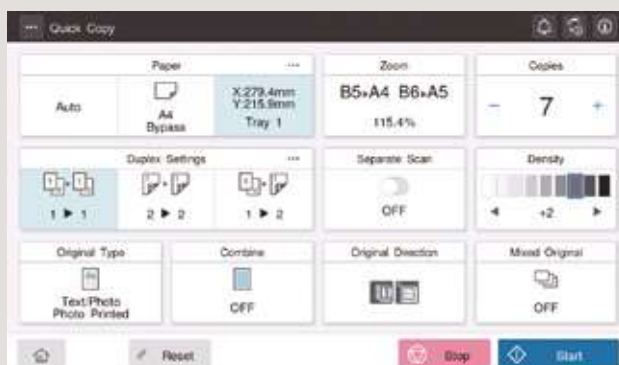 Quick Copy
Paper
Zoom
Copies
Auto
A4
Bypass
X:279.4mm
Y:215.9mm
Tray 1
B5▸A4 B6▸A5
115.4%
- 7 +
Duplex Settings
Separate Scan
Density
1 ▶ 1
2 ▶ 2
1 ▶ 2
OFF
◀ +2 ▶
Original Type
Combine
Original Direction
Mixed Original
Text/Photo
Photo Printed
OFF
OFF
Reset
Stop
Start